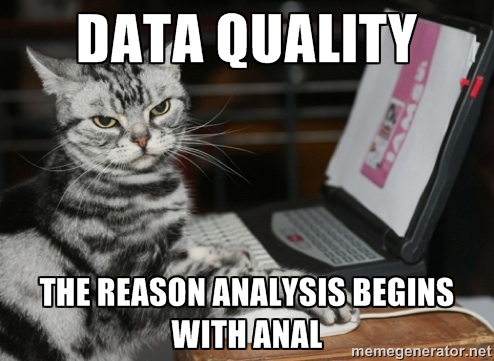 DATA QUALITY
THE REASON ANALYSIS BEGINS
WITH ANAL
memegenerator.net